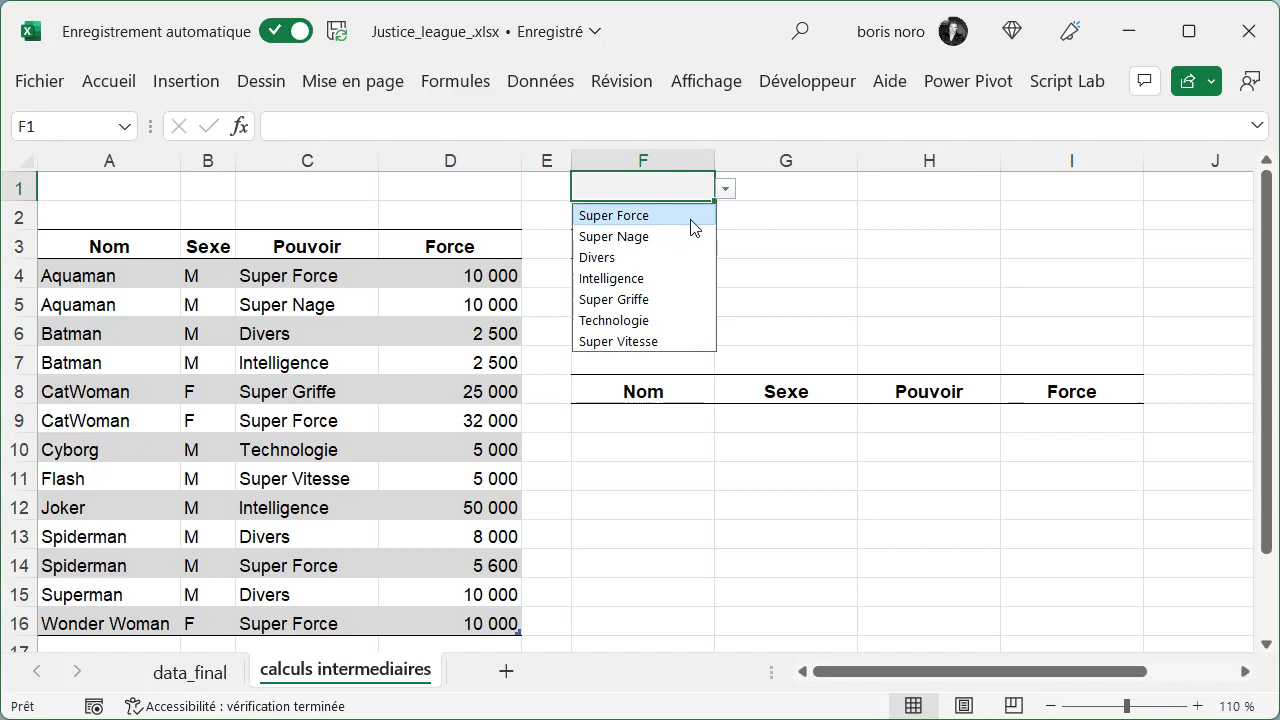 Enregistrement automatique Justice_league_.xlsx • Enregistré boris noro
Fichier Accueil Insertion Dessin Mise en page Formules Données Révision Affichage Développeur Aide Power Pivot Script Lab
F1 fx
A B C D E F G H I J
1
2 Super Force
Super Nage
3 Nom Sexe Pouvoir Force
Divers
4 Aquaman M Super Force 10 000 Intelligence
5 Aquaman M Super Nage 10 000 Super Griffe
6 Batman M Divers 2 500 Technologie
Super Vitesse
7 Batman M Intelligence 2 500
8 CatWoman F Super Griffe 25 000 Nom Sexe Pouvoir Force
9 CatWoman F Super Force 32 000
10 Cyborg M Technologie 5 000
11 Flash M Super Vitesse 5 000
12 Joker M Intelligence 50 000
13 Spiderman M Divers 8 000
14 Spiderman M Super Force 5 600
15 Superman M Divers 10 000
16 Wonder Woman F Super Force 10 000
17
data_final calculs intermediaires
Prêt Accessibilité : vérification terminée 110 %